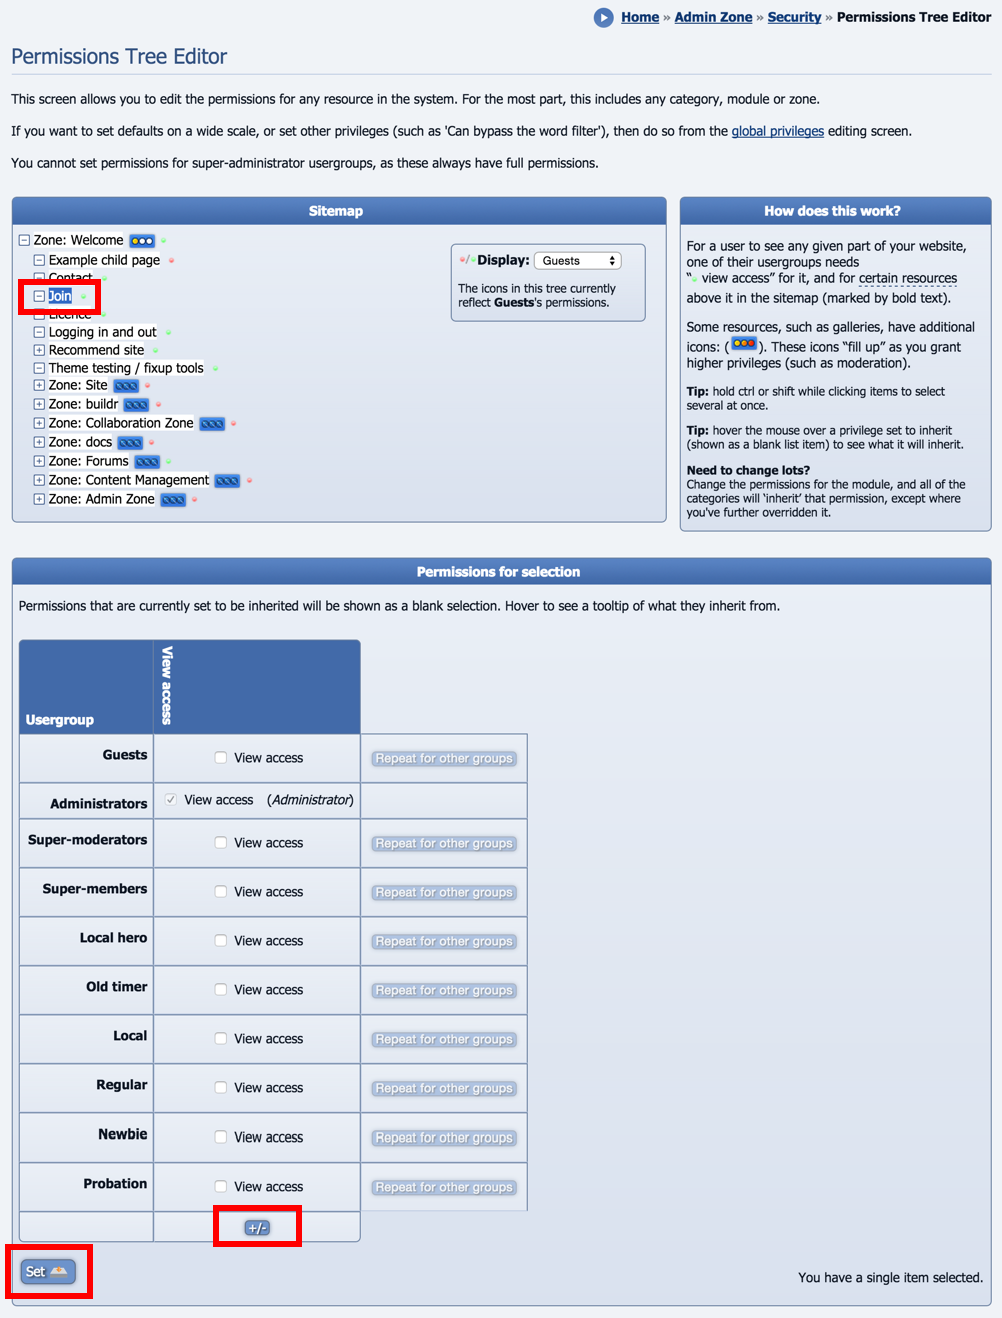 Home » Admin Zone » Security » Permissions Tree Editor
Permissions Tree Editor
This screen allows you to edit the permissions for any resource in the system. For the most part, this includes any category, module or zone.
If you want to set defaults on a wide scale, or set other privileges (such as 'Can bypass the word filter'), then do so from the global privileges editing screen.
You cannot set permissions for super-administrator usergroups, as these always have full permissions.
Sitemap
Zone: Welcome
Example child page
Contact
Join
Licence
Logging in and out
Recommend site
Theme testing / fixup tools
Zone: Site
Zone: buildr
Zone: Collaboration Zone
Zone: docs
Zone: Forums
Zone: Content Management
Zone: Admin Zone
Display: Guests
The icons in this tree currently
reflect Guests's permissions.
How does this work?
For a user to see any given part of your website,
one of their usergroups needs
“ view access” for it, and for certain resources
above it in the sitemap (marked by bold text).
Some resources, such as galleries, have additional
icons: ( ). These icons “fill up” as you grant
higher privileges (such as moderation).
Tip: hold ctrl or shift while clicking items to select
several at once.
Tip: hover the mouse over a privilege set to inherit
(shown as a blank list item) to see what it will inherit.
Need to change lots?
Change the permissions for the module, and all of the
categories will ‘inherit’ that permission, except where
you've further overridden it.
Permissions for selection
Permissions that are currently set to be inherited will be shown as a blank selection. Hover to see a tooltip of what they inherit from.
Usergroup
View access
Guests View access Repeat for other groups
Administrators View access (Administrator)
Super-moderators View access Repeat for other groups
Super-members View access Repeat for other groups
Local hero View access Repeat for other groups
Old timer View access Repeat for other groups
Local View access Repeat for other groups
Regular View access Repeat for other groups
Newbie View access Repeat for other groups
Probation View access Repeat for other groups
+/-
Set
You have a single item selected.